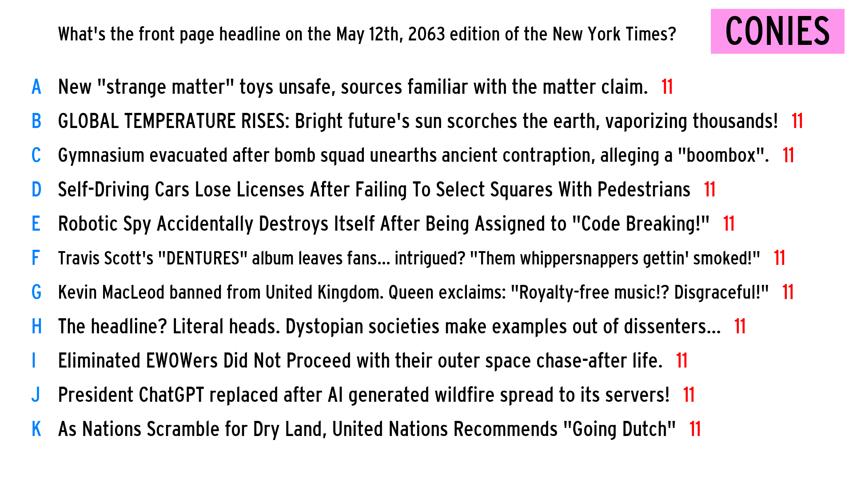 What's the front page headline on the May 12th, 2063 edition of the New York Times?
CONIES
A New "strange matter" toys unsafe, sources familiar with the matter claim. 11
B GLOBAL TEMPERATURE RISES: Bright future's sun scorches the earth, vaporizing thousands! 11
C Gymnasium evacuated after bomb squad unearths ancient contraption, alleging a "boombox". 11
D Self-Driving Cars Lose Licenses After Failing To Select Squares With Pedestrians 11
E Robotic Spy Accidentally Destroys Itself After Being Assigned to "Code Breaking!" 11
F Travis Scott's "DENTURES" album leaves fans... intrigued? "Them whippersnappers gettin' smoked!" 11
G Kevin MacLeod banned from United Kingdom. Queen exclaims: "Royalty-free music!? Disgraceful!" 11
H The headline? Literal heads. Dystopian societies make examples out of dissenters... 11
I Eliminated EWOWers Did Not Proceed with their outer space chase-after life. 11
J President ChatGPT replaced after AI generated wildfire spread to its servers! 11
K As Nations Scramble for Dry Land, United Nations Recommends "Going Dutch" 11